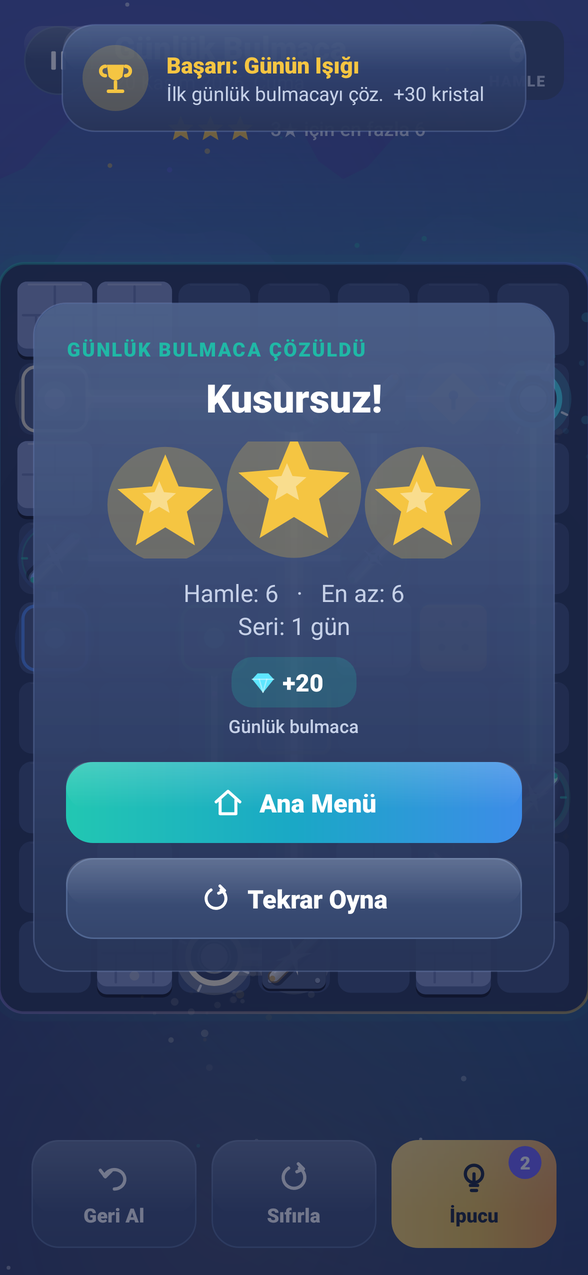 Başarı: Günün Işığı
İlk günlük bulmacayı çöz. +30 kristal
GÜNLÜK BULMACA ÇÖZÜLDÜ
Kusursuz!
Hamle: 6 · En az: 6
Seri: 1 gün
+20
Günlük bulmaca
Ana Menü
Tekrar Oyna
Geri Al
Sıfırla
2
İpucu